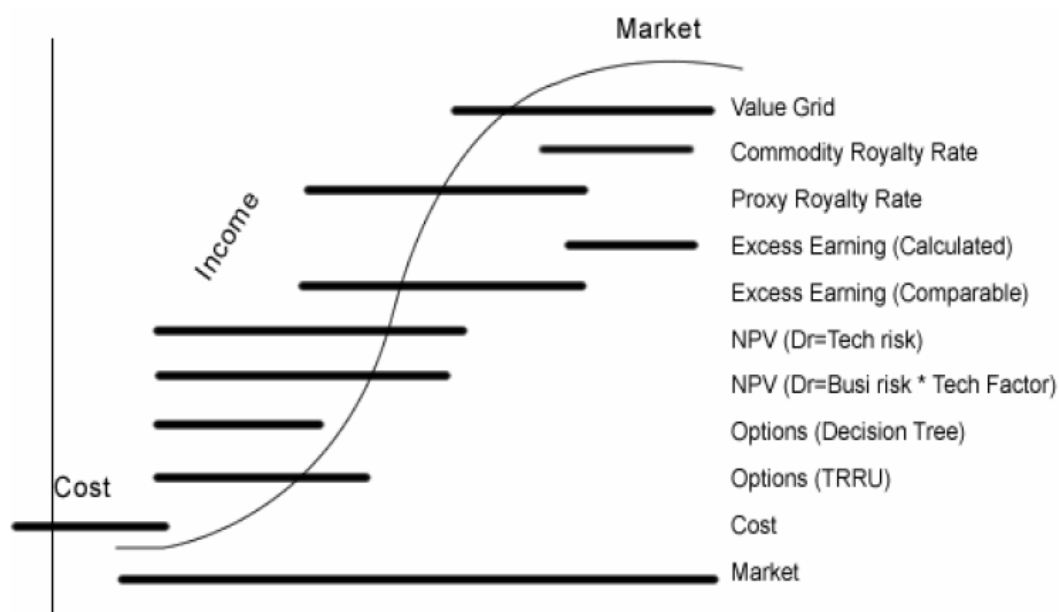 Market
Value Grid
Commodity Royalty Rate
Proxy Royalty Rate
Income
Excess Earning (Calculated)
Excess Earning (Comparable)
NPV (Dr=Tech risk)
NPV (Dr=Busi risk * Tech Factor)
Options (Decision Tree)
Options (TRRU)
Cost
Cost
Market